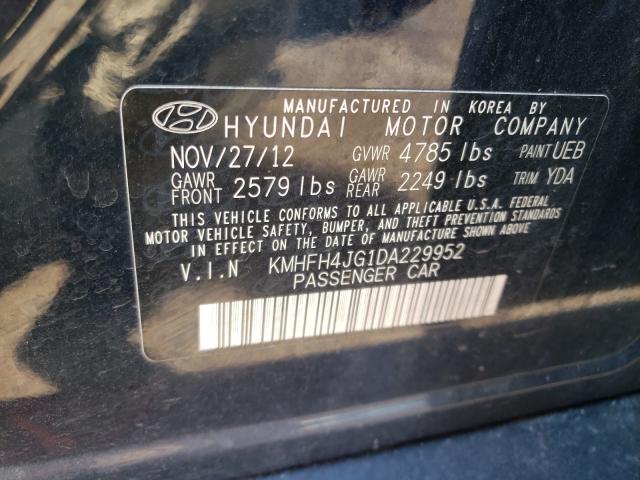 MANUFACTURED IN KOREA BY
HYUNDAI MOTOR COMPANY
NOV/27/12 GVWR 4785 lbs PAINT UEB
GAWR FRONT 2579 lbs GAWR REAR 2249 lbs TRIM YDA
THIS VEHICLE CONFORMS TO ALL APPLICABLE U.S.A. FEDERAL
MOTOR VEHICLE SAFETY, BUMPER, AND THEFT PREVENTION STANDARDS
IN EFFECT ON THE DATE OF MANUFACTURE SHOWN ABOVE.
V.I.N KMHFH4JG1DA229952
PASSENGER CAR